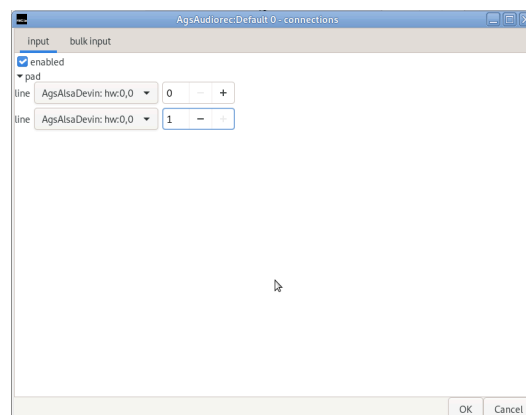 AgsAudiorec:Default 0 - connections
input bulk input
enabled
pad
line AgsAlsaDevin: hw:0,0 0 − +
line AgsAlsaDevin: hw:0,0 1 − +
OK Cancel